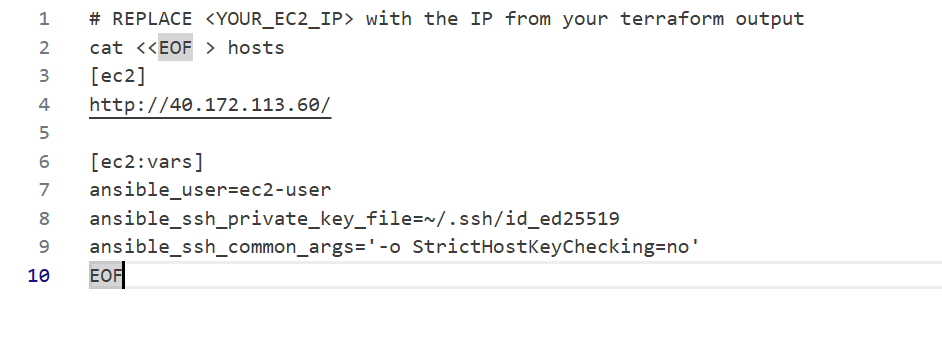 1 # REPLACE <YOUR_EC2_IP> with the IP from your terraform output
2 cat <<EOF > hosts
3 [ec2]
4 http://40.172.113.60/
5
6 [ec2:vars]
7 ansible_user=ec2-user
8 ansible_ssh_private_key_file=~/.ssh/id_ed25519
9 ansible_ssh_common_args='-o StrictHostKeyChecking=no'
10 EOF